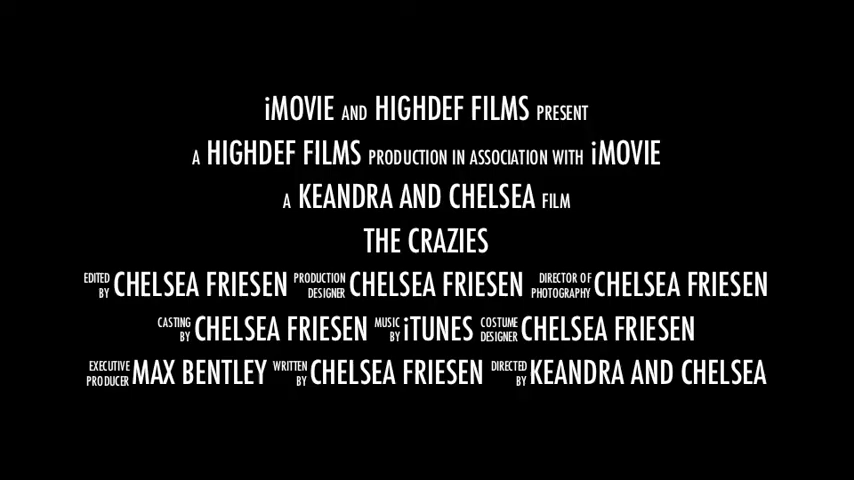 iMOVIE AND HIGHDEF FILMS PRESENT
A HIGHDEF FILMS PRODUCTION IN ASSOCIATION WITH iMOVIE
A KEANDRA AND CHELSEA FILM
THE CRAZIES
EDITED BY CHELSEA FRIESEN PRODUCTION DESIGNER CHELSEA FRIESEN DIRECTOR OF PHOTOGRAPHY CHELSEA FRIESEN
CASTING BY CHELSEA FRIESEN MUSIC BY iTUNES COSTUME DESIGNER CHELSEA FRIESEN
EXECUTIVE PRODUCER MAX BENTLEY WRITTEN BY CHELSEA FRIESEN DIRECTED BY KEANDRA AND CHELSEA